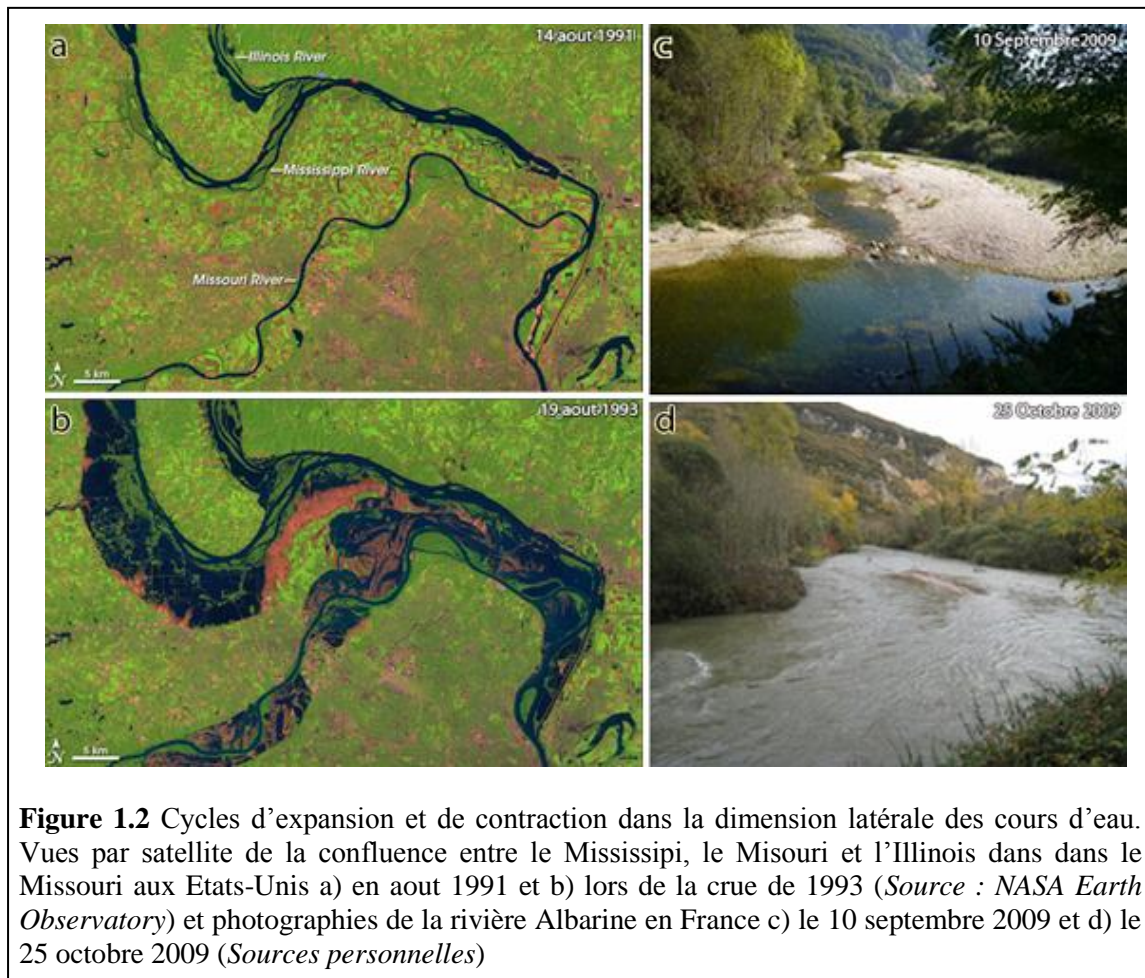 a
14 aout 1991
Illinois River
Mississippi River
Missouri River
N
5 km
c
10 Septembre 2009
b
19 aout 1993
N
5 km
d
25 Octobre 2009
Figure 1.2 Cycles d’expansion et de contraction dans la dimension latérale des cours d’eau.
Vues par satellite de la confluence entre le Mississipi, le Misouri et l’Illinois dans dans le
Missouri aux Etats-Unis a) en aout 1991 et b) lors de la crue de 1993 (Source : NASA Earth
Observatory) et photographies de la rivière Albarine en France c) le 10 septembre 2009 et d) le
25 octobre 2009 (Sources personnelles)